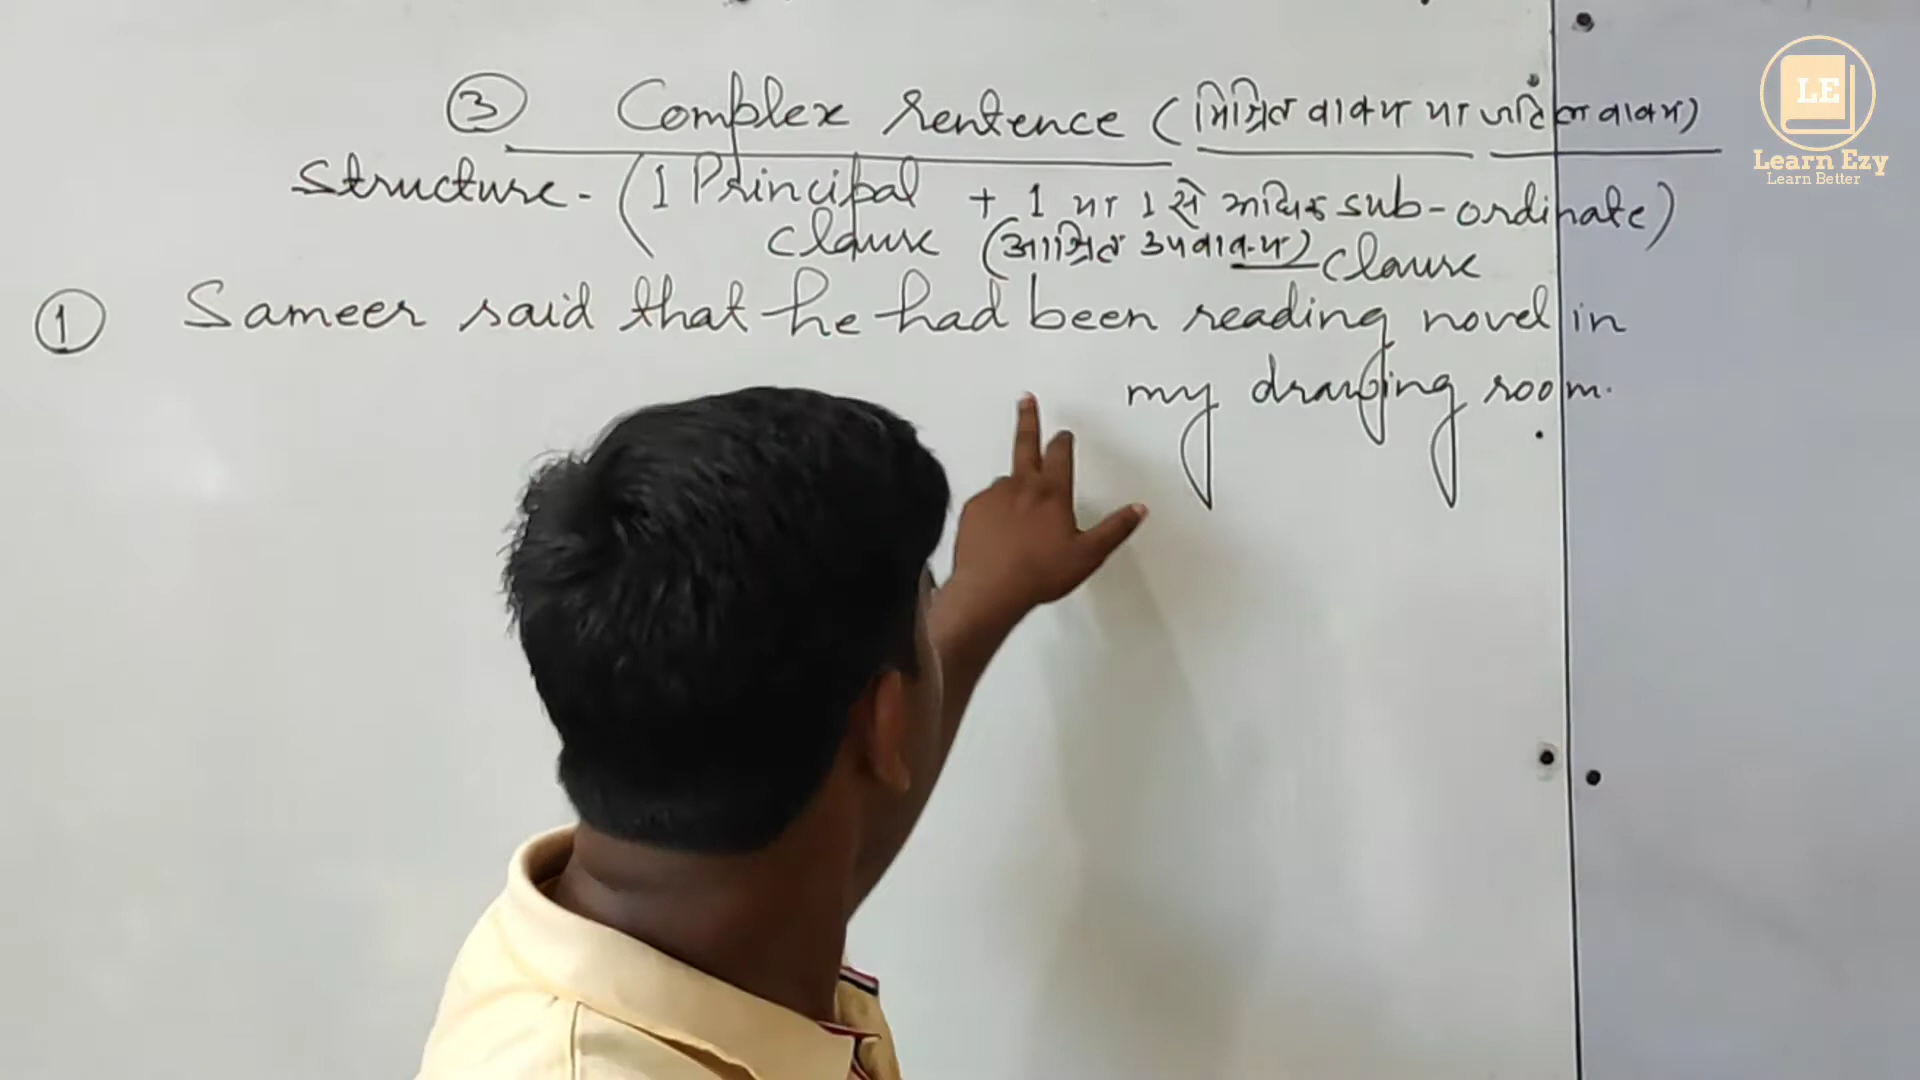 ③ Complex sentence (मिश्रित वाक्य या जटिल वाक्य)
Structure - (1 Principal clause + 1 या 1 से अधिक sub-ordinate) clause
(आश्रित उपवाक्य)
① Sameer said that he had been reading novel in
my drawing room.
LE
Learn Ezy
Learn Better